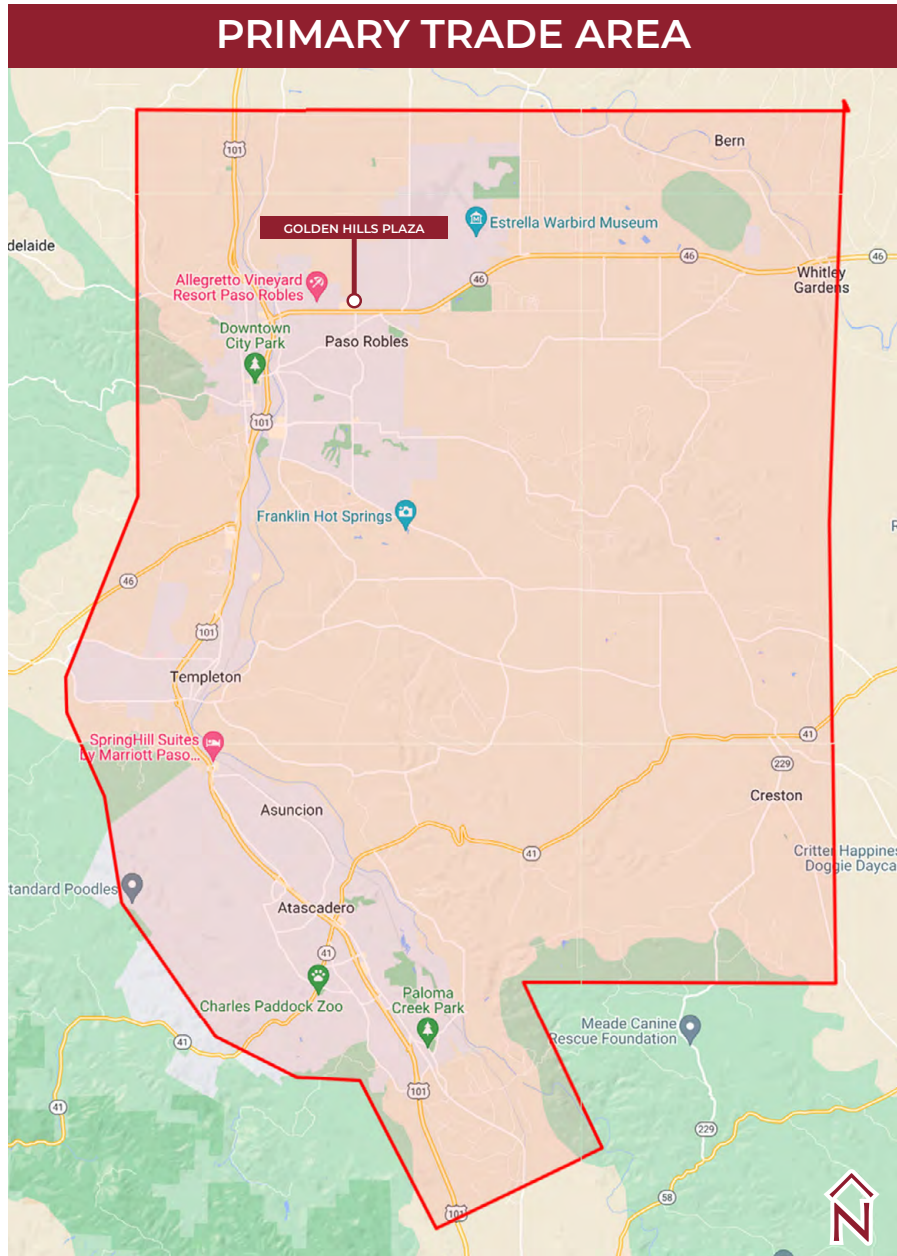 PRIMARY TRADE AREA
Bern
101
GOLDEN HILLS PLAZA
Estrella Warbird Museum
delaide
46
46
46
Whitley
Gardens
Allegretto Vineyard
Resort Paso Robles
Downtown
City Park
Paso Robles
101
Franklin Hot Springs
46
101
Templeton
SpringHill Suites
by Marriott Paso...
41
229
Creston
Asuncion
41
Critter Happines
Doggie Dayca
tandard Poodles
Atascadero
41
Charles Paddock Zoo
Paloma
Creek Park
Meade Canine
Rescue Foundation
41
101
41
229
58
101
N